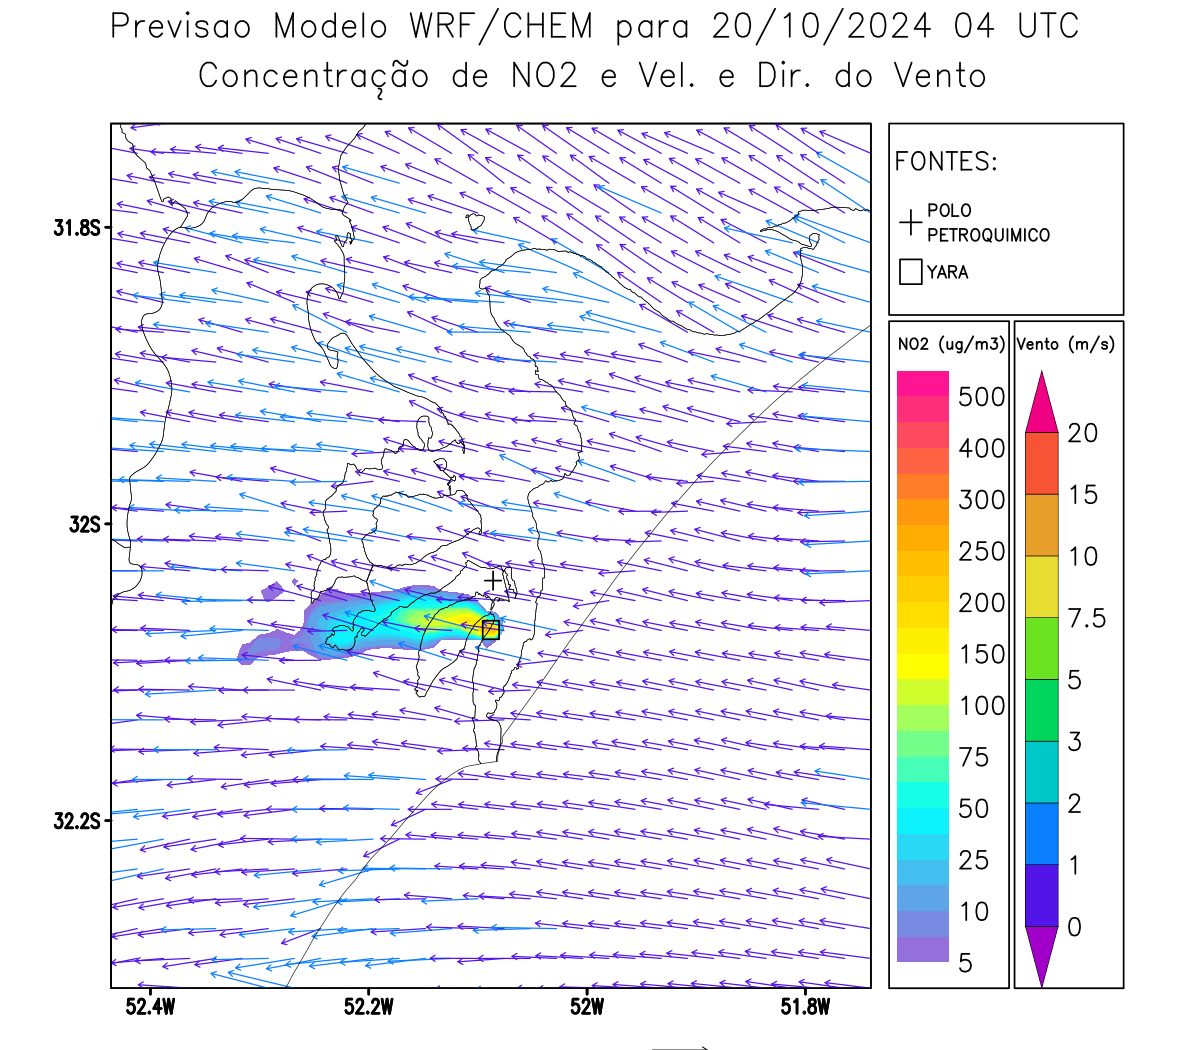 Previsao Modelo WRF/CHEM para 20/10/2024 04 UTC
Concentração de NO2 e Vel. e Dir. do Vento
FONTES:
POLO
PETROQUIMICO
YARA
NO2 (ug/m3)
500
400
300
250
200
150
100
75
50
25
10
5
Vento (m/s)
20
15
10
7.5
5
3
2
1
0
31.8S
32S
32.2S
52.4W
52.2W
52W
51.8W